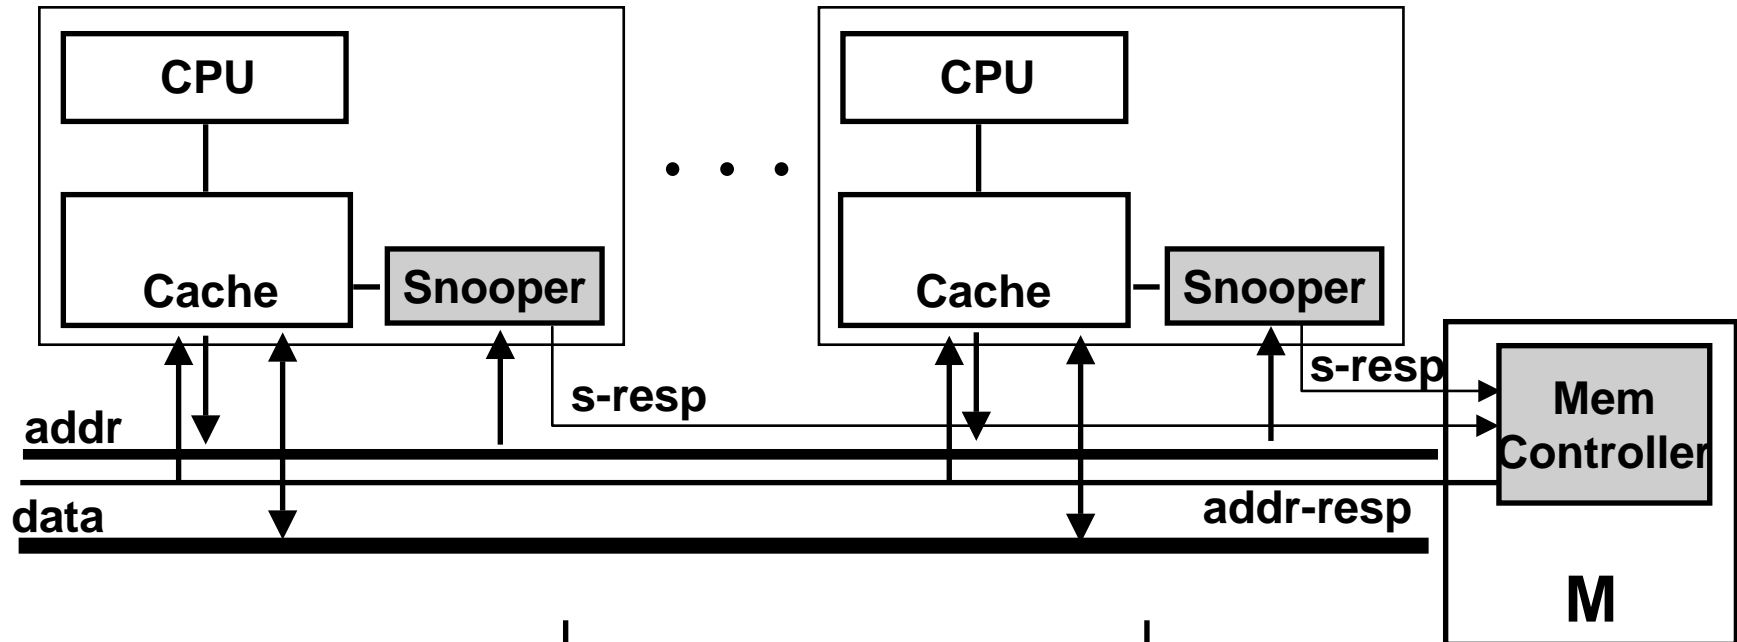 CPU
CPU
Cache
Snooper
Cache
Snooper
s-resp
s-resp
Mem
Controller
addr
data
addr-resp
M